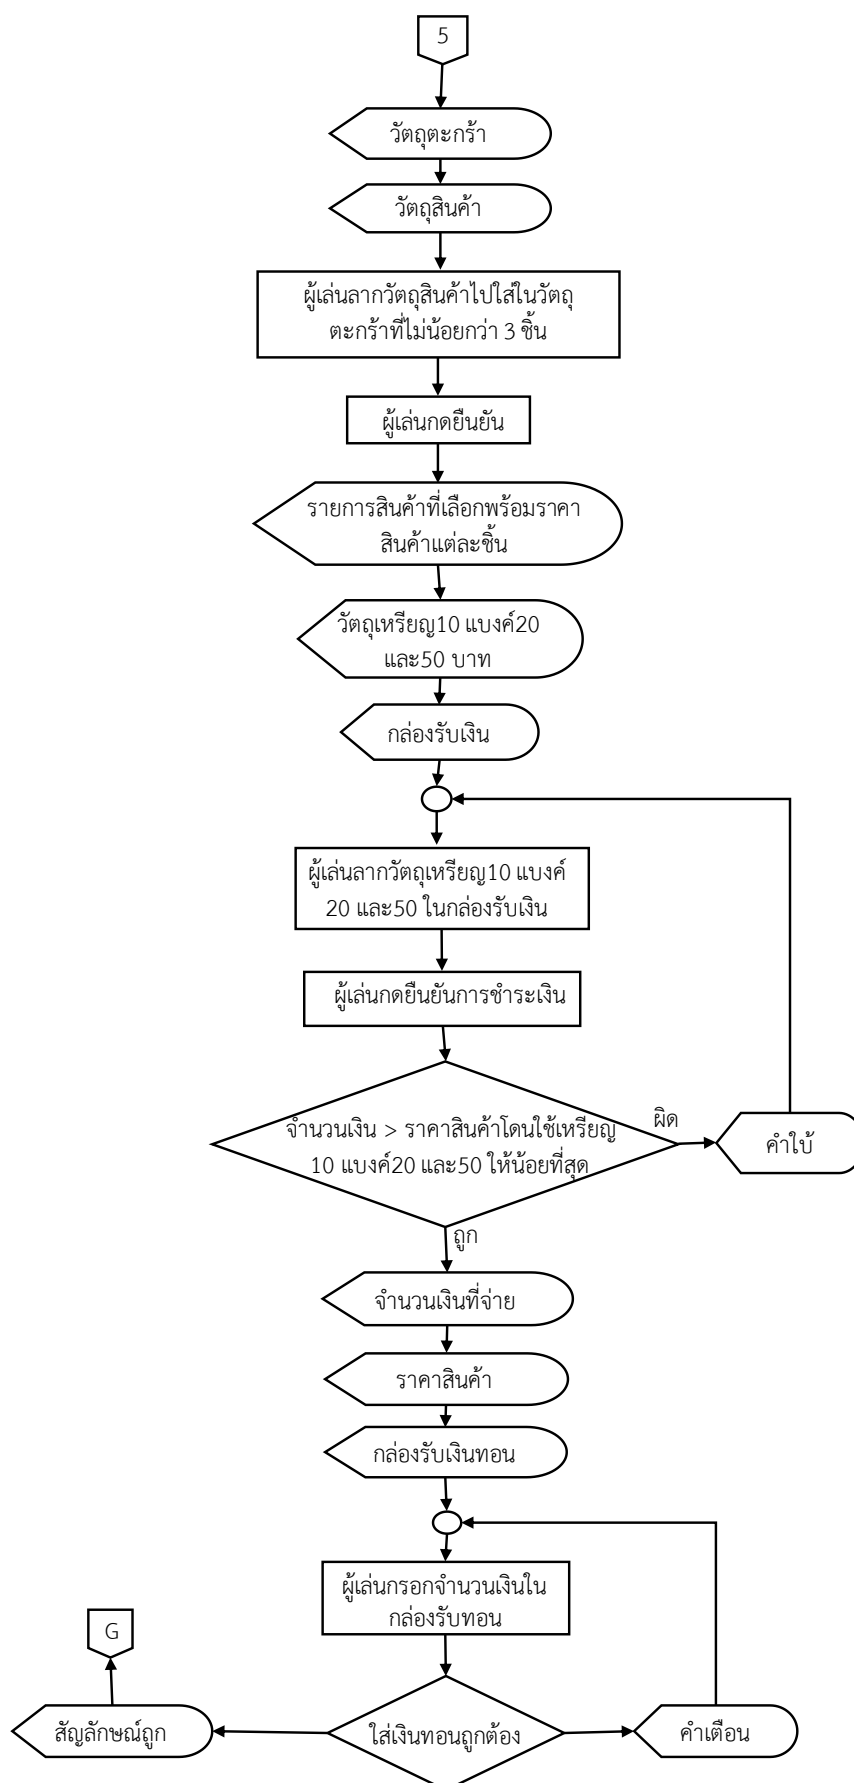 5
วัตถุตะกร้า
วัตถุสินค้า
ผู้เล่นลากวัตถุสินค้าไปใส่ในวัตถุ
ตะกร้าที่ไม่น้อยกว่า 3 ชิ้น
ผู้เล่นกดยืนยัน
รายการสินค้าที่เลือกพร้อมราคา
สินค้าแต่ละชิ้น
วัตถุเหรียญ10 แบงค์20
และ50 บาท
กล่องรับเงิน
ผู้เล่นลากวัตถุเหรียญ10 แบงค์
20 และ50 ในกล่องรับเงิน
ผู้เล่นกดยืนยันการชำระเงิน
จำนวนเงิน > ราคาสินค้าโดนใช้เหรียญ
10 แบงค์20 และ50 ให้น้อยที่สุด
ผิด
คำใบ้
ถูก
จำนวนเงินที่จ่าย
ราคาสินค้า
กล่องรับเงินทอน
ผู้เล่นกรอกจำนวนเงินใน
กล่องรับทอน
G
สัญลักษณ์ถูก
ใส่เงินทอนถูกต้อง
คำเตือน